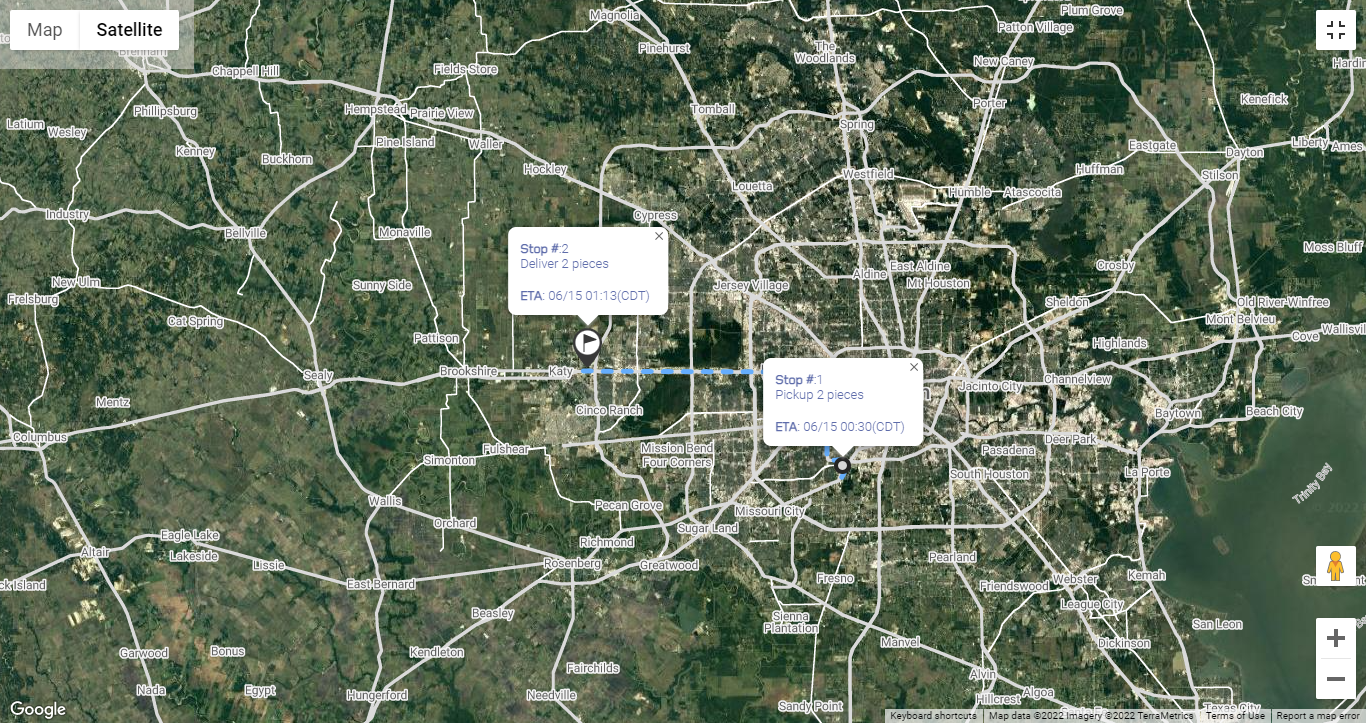 Map
Satellite
Brenham
Chappell Hill
Phillipsburg
Latium
Wesley
Kenney
Buckhorn
Industry
Bellville
New Ulm
Frelsburg
Cat Spring
Mentz
Columbus
Sealy
Magnolia
Pinehurst
Fields Store
Hempstead
Prairie View
Pine Island
Waller
Hockley
Tomball
The
Woodlands
Spring
Louetta
Westfield
Cypress
Monaville
Sunny Side
Pattison
Brookshire
Katy
Cinco Ranch
Plum Grove
Patton Village
New Caney
Porter
Kenefick
Eastgate
Dayton
Liberty
Ames
Stilson
Huffman
Humble
Atascocita
Moss Bluff
Crosby
Aldine
East Aldine
Mt Houston
Jersey Village
Sheldon
Old River-Winfree
Mont Belvieu
Cove
Highlands
Jacinto City
Channelview
Baytown
Beach City
Stop #:2
Deliver 2 pieces
ETA: 06/15 01:13(CDT)
Stop #:1
Pickup 2 pieces
ETA: 06/15 00:30(CDT)
Deer Park
Pasadena
South Houston
La Porte
Trinity Bay
Mission Bend
Four Corners
Fulshear
Simonton
Wallis
Orchard
Pecan Grove
Missouri City
Sugar Land
Richmond
Rosenberg
Greatwood
Eagle Lake
Lakeside
Altair
Lissie
East Bernard
Beasley
Kendleton
Fresno
Sienna
Plantation
Pearland
Friendswood
Webster
Kemah
League City
San Leon
Dickinson
Manvel
Alvin
Hillcrest
Algoa
Texas City
Sandy Point
Fairchilds
Needville
Hungerford
Garwood
Bonus
Nada
Egypt
Google
Keyboard shortcuts
Map data ©2022 Imagery ©2022 TerraMetrics
Terms of Use
Report a map error